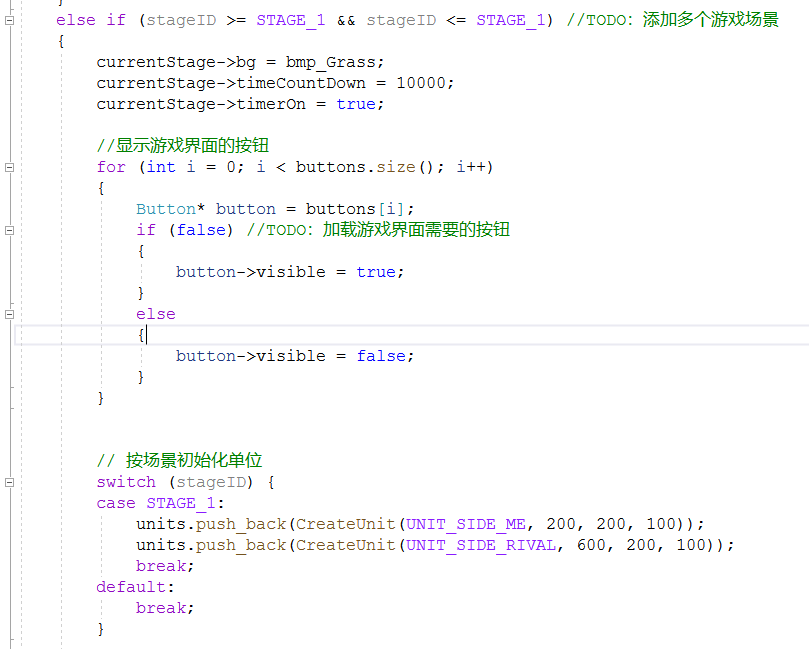 }
else if (stageID >= STAGE_1 && stageID <= STAGE_1) //TODO: 添加多个游戏场景
{
currentStage->bg = bmp_Grass;
currentStage->timeCountDown = 10000;
currentStage->timerOn = true;
//显示游戏界面的按钮
for (int i = 0; i < buttons.size(); i++)
{
Button* button = buttons[i];
if (false) //TODO: 加载游戏界面需要的按钮
{
button->visible = true;
}
else
{
button->visible = false;
}
}
// 按场景初始化单位
switch (stageID) {
case STAGE_1:
units.push_back(CreateUnit(UNIT_SIDE_ME, 200, 200, 100));
units.push_back(CreateUnit(UNIT_SIDE_RIVAL, 600, 200, 100));
break;
default:
break;
}